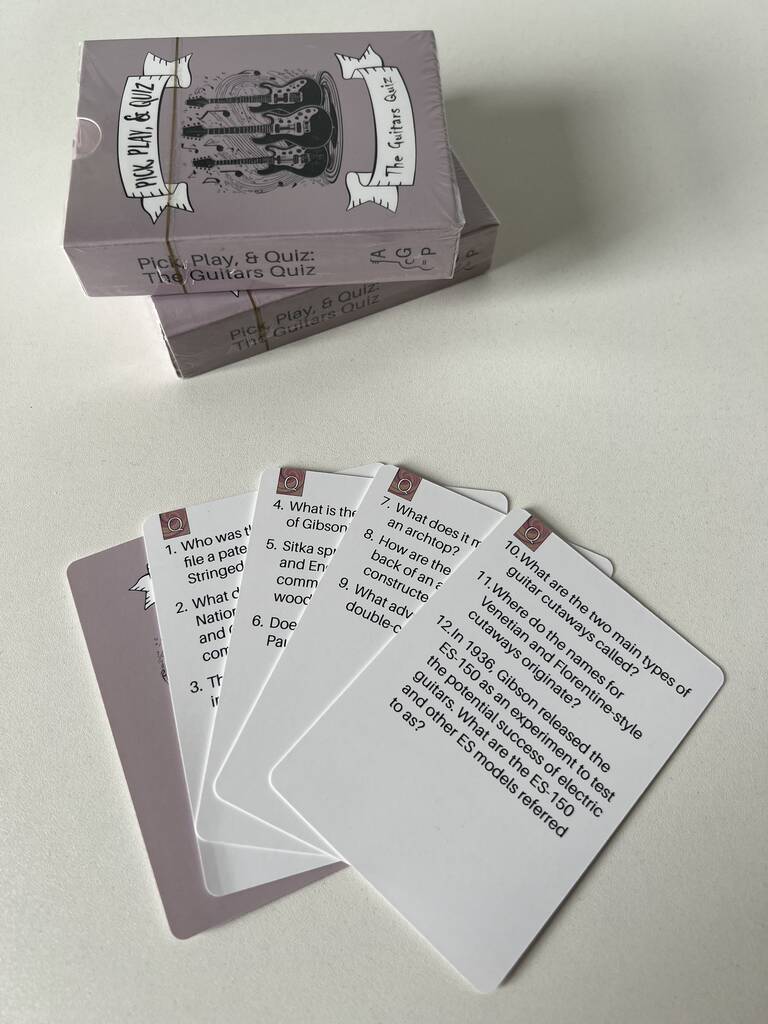 PICK, PLAY, & QUIZ
The Guitars Quiz
Pick, Play, & Quiz:
The Guitars Quiz
A
G
P
Pick, Play, & Quiz:
The Guitars Quiz
P
Q
1. Who was th
file a pate
Stringed
2. What d
Nation
and
com
3. Th
Q
4. What is the
of Gibson
5. Sitka spr
and Eng
comm
wood
6. Doe
Par
Q
7. What does it m
an archtop?
8. How are the
back of an a
constructe
9. What adv
double-c
Q
10.What are the two main types of
guitar cutaways called?
11.Where do the names for
Venetian and Florentine-style
cutaways originate?
12.In 1936, Gibson released the
ES-150 as an experiment to test
the potential success of electric
guitars. What are the ES-150
and other ES models referred
to as?